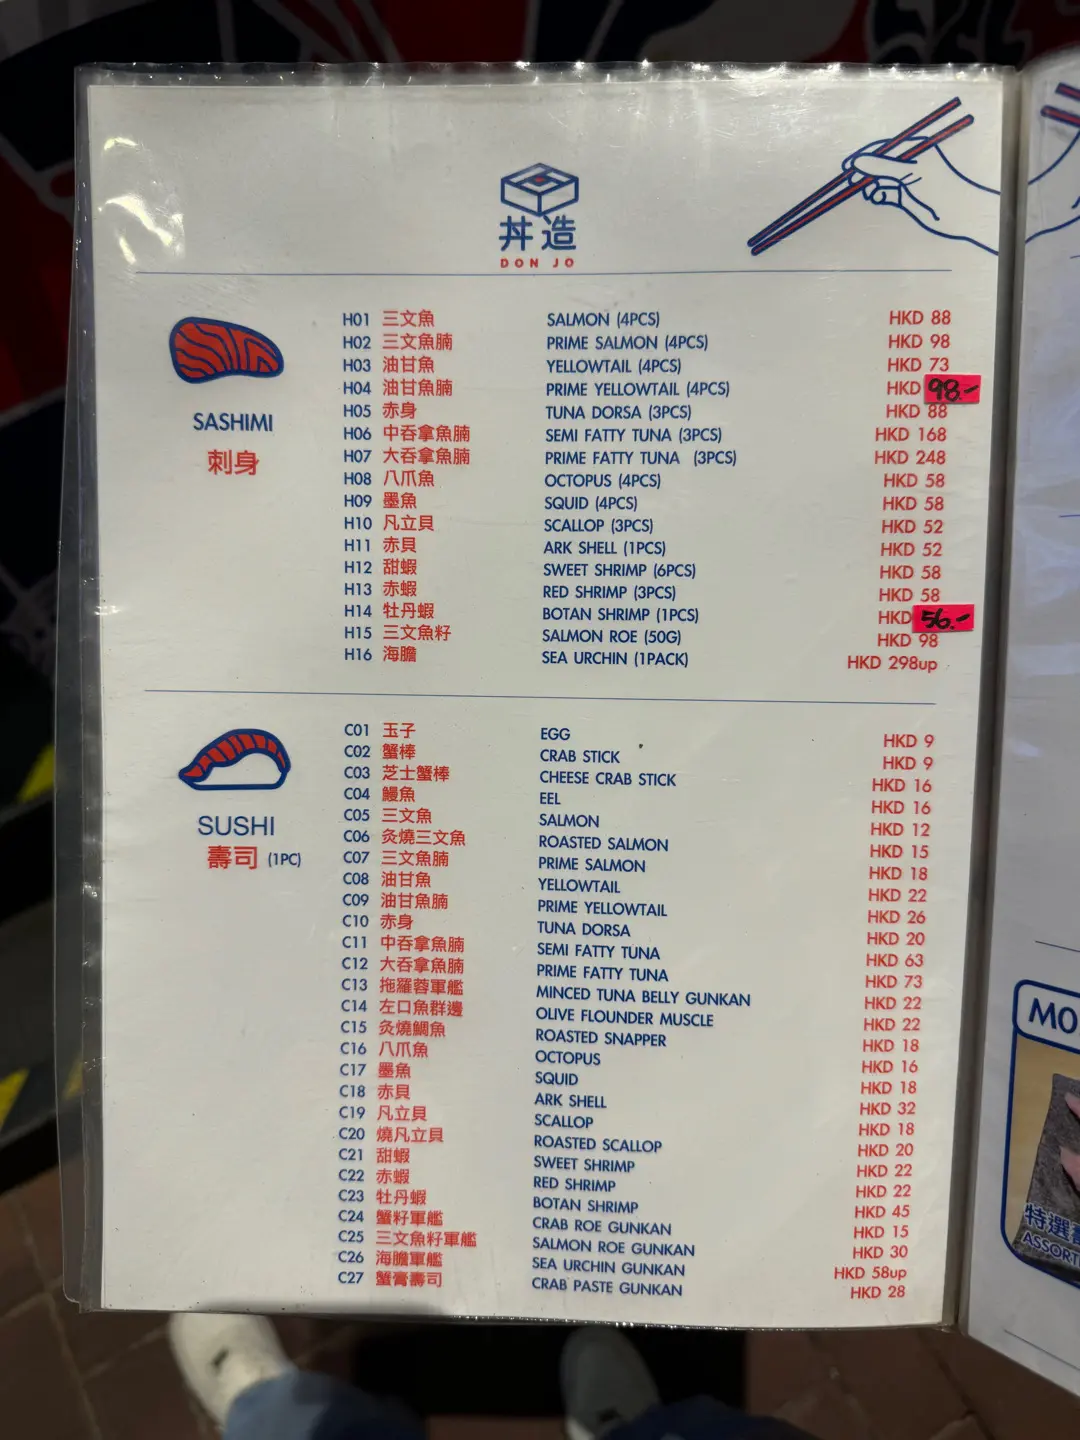 丼造
DON JO
SASHIMI
刺身
H01 三文魚 SALMON (4PCS) HKD 88
H02 三文魚腩 PRIME SALMON (4PCS) HKD 98
H03 油甘魚 YELLOWTAIL (4PCS) HKD 73
H04 油甘魚腩 PRIME YELLOWTAIL (4PCS) HKD 98.-
H05 赤身 TUNA DORSA (3PCS) HKD 88
H06 中吞拿魚腩 SEMI FATTY TUNA (3PCS) HKD 168
H07 大吞拿魚腩 PRIME FATTY TUNA (3PCS) HKD 248
H08 八爪魚 OCTOPUS (4PCS) HKD 58
H09 墨魚 SQUID (4PCS) HKD 58
H10 凡立貝 SCALLOP (3PCS) HKD 52
H11 赤貝 ARK SHELL (1PCS) HKD 52
H12 甜蝦 SWEET SHRIMP (6PCS) HKD 58
H13 赤蝦 RED SHRIMP (3PCS) HKD 58
H14 牡丹蝦 BOTAN SHRIMP (1PCS) HKD 56.-
H15 三文魚籽 SALMON ROE (50G) HKD 98
H16 海膽 SEA URCHIN (1PACK) HKD 298up
SUSHI
壽司 (1PC)
C01 玉子 EGG HKD 9
C02 蟹棒 CRAB STICK HKD 9
C03 芝士蟹棒 CHEESE CRAB STICK HKD 16
C04 鰻魚 EEL HKD 16
C05 三文魚 SALMON HKD 12
C06 炙燒三文魚 ROASTED SALMON HKD 15
C07 三文魚腩 PRIME SALMON HKD 18
C08 油甘魚 YELLOWTAIL HKD 22
C09 油甘魚腩 PRIME YELLOWTAIL HKD 26
C10 赤身 TUNA DORSA HKD 20
C11 中吞拿魚腩 SEMI FATTY TUNA HKD 63
C12 大吞拿魚腩 PRIME FATTY TUNA HKD 73
C13 拖羅蓉軍艦 MINCED TUNA BELLY GUNKAN HKD 22
C14 左口魚群邊 OLIVE FLOUNDER MUSCLE HKD 22
C15 炙燒鯛魚 ROASTED SNAPPER HKD 18
C16 八爪魚 OCTOPUS HKD 16
C17 墨魚 SQUID HKD 18
C18 赤貝 ARK SHELL HKD 32
C19 凡立貝 SCALLOP HKD 18
C20 燒凡立貝 ROASTED SCALLOP HKD 20
C21 甜蝦 SWEET SHRIMP HKD 22
C22 赤蝦 RED SHRIMP HKD 22
C23 牡丹蝦 BOTAN SHRIMP HKD 45
C24 蟹籽軍艦 CRAB ROE GUNKAN HKD 15
C25 三文魚籽軍艦 SALMON ROE GUNKAN HKD 30
C26 海膽軍艦 SEA URCHIN GUNKAN HKD 58up
C27 蟹膏壽司 CRAB PASTE GUNKAN HKD 28
MO
特選
ASSORT